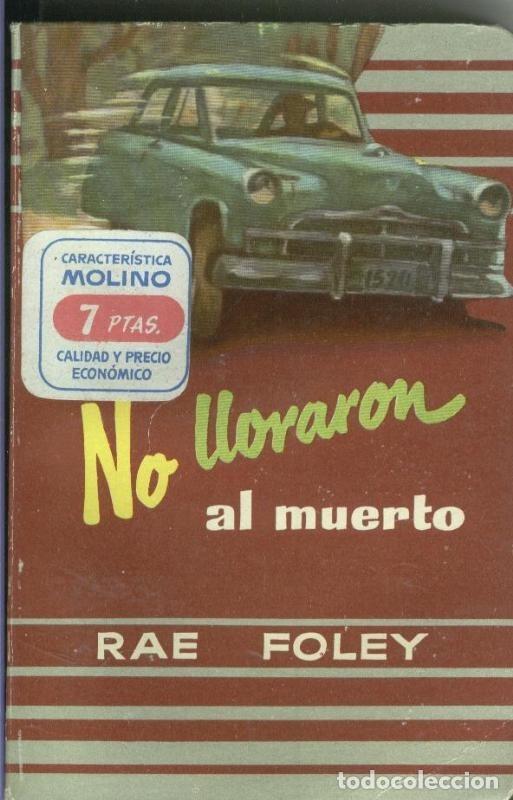 1520
CARACTERÍSTICA
MOLINO
7 PTAS.
CALIDAD Y PRECIO
ECONÓMICO
No lloraron
al muerto
RAE FOLEY
todocoleccion